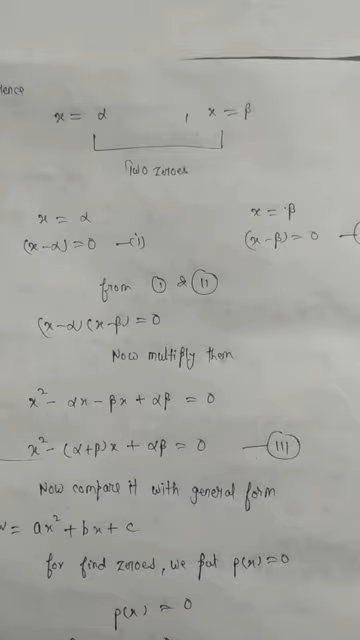 Hence
x = α , x = β
Two zeroes
x = α x = β
(x-α) = 0 —(i) (x-β) = 0
from (I) & (II)
(x-α) (x-β) = 0
Now multiply them
x² - αx - βx + αβ = 0
x² - (α+β)x + αβ = 0 —(III)
Now compare it with general form
= ax² + bx + c
for find zeroes, we put p(x) = 0
p(x) = 0